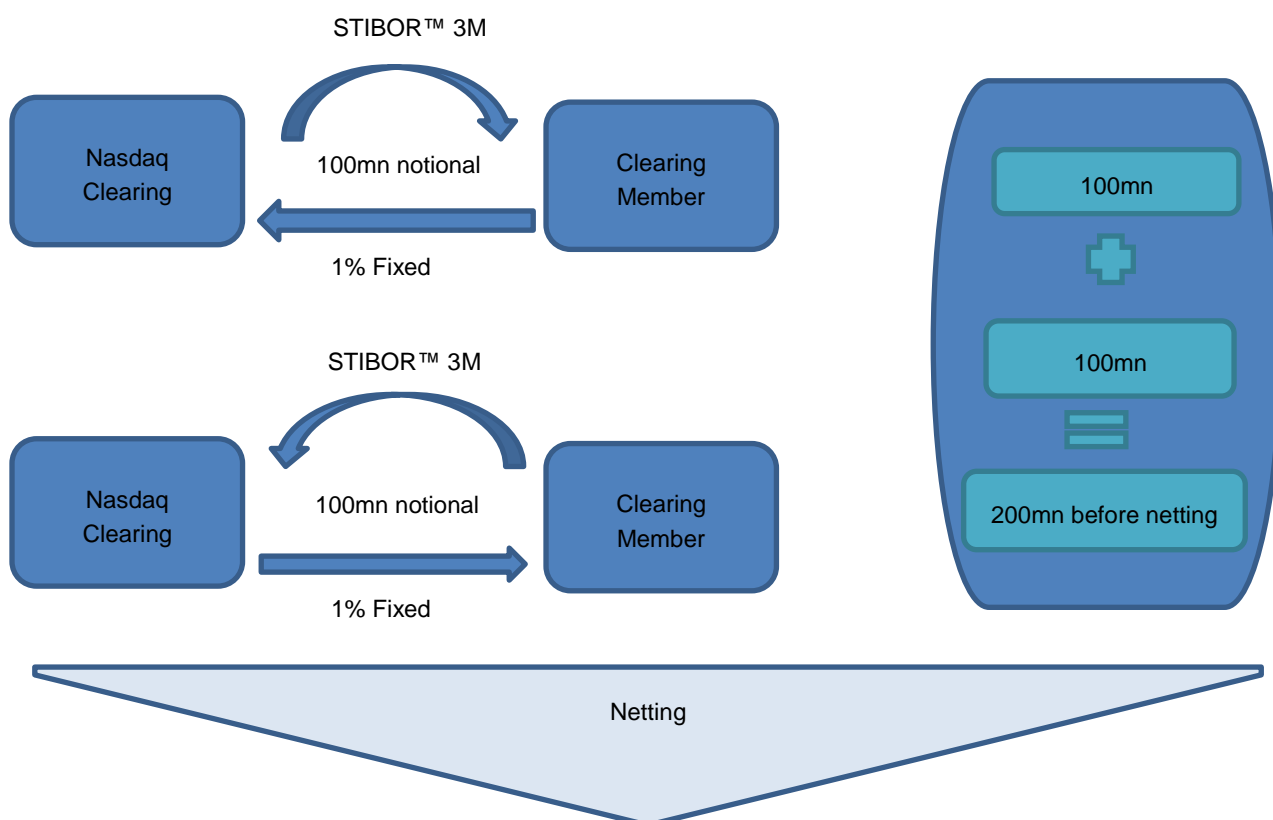 STIBOR™ 3M
Nasdaq
Clearing
100mn notional
Clearing
Member
1% Fixed
STIBOR™ 3M
Nasdaq
Clearing
100mn notional
Clearing
Member
1% Fixed
100mn
100mn
200mn before netting
Netting